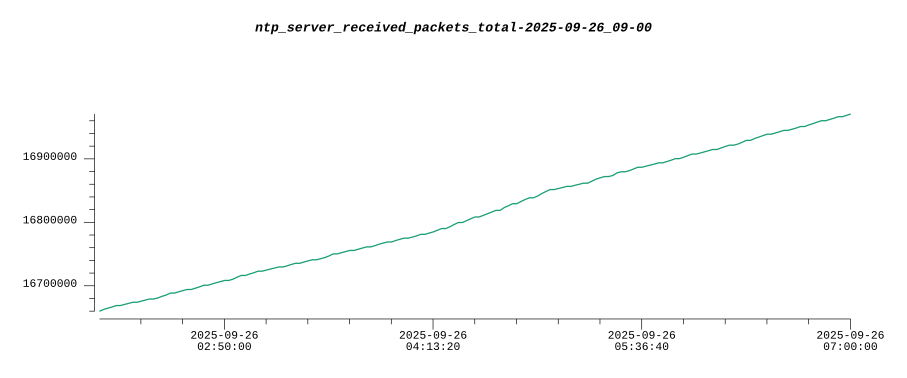 ntp_server_received_packets_total-2025-09-26_09-00
16900000
16800000
16700000
2025-09-26 2025-09-26 2025-09-26 2025-09-26
02:50:00 04:13:20 05:36:40 07:00:00